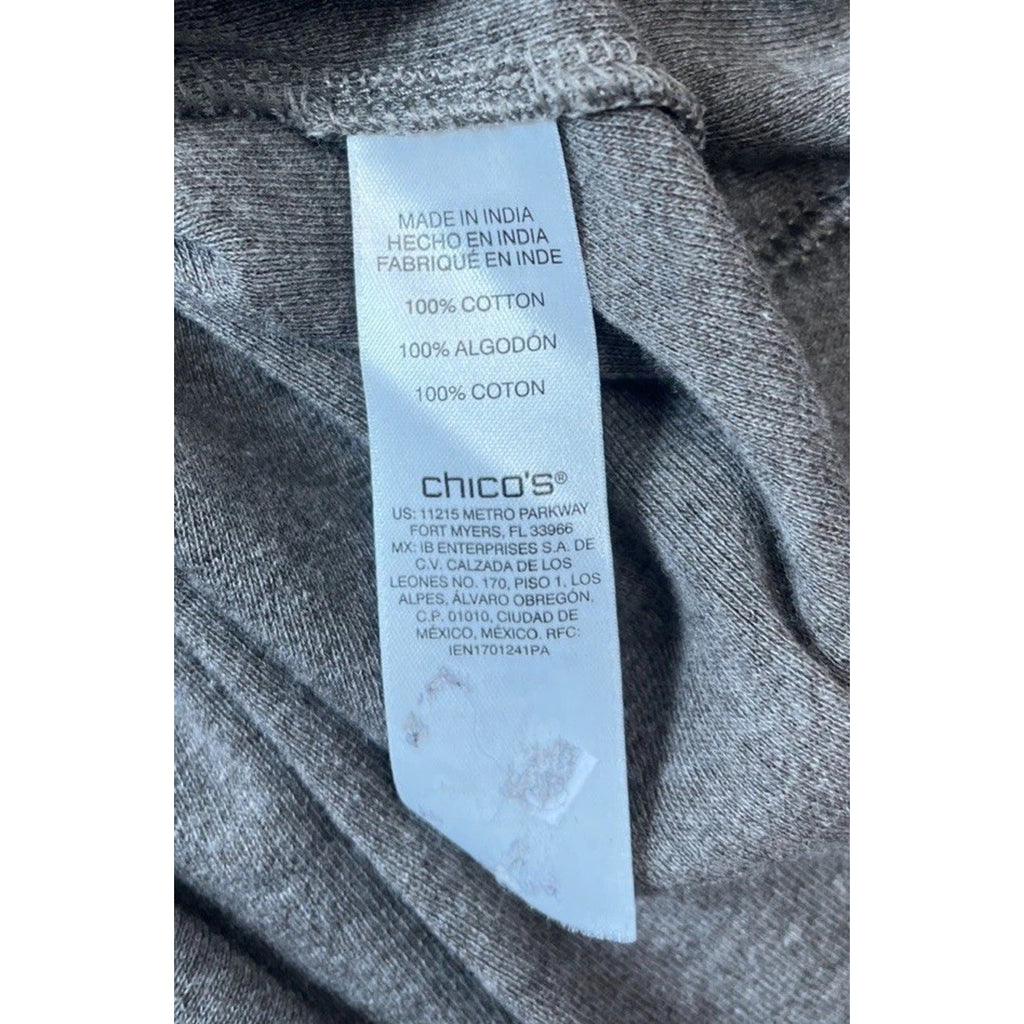 MADE IN INDIA
HECHO EN INDIA
FABRIQUÉ EN INDE
100% COTTON
100% ALGODÓN
100% COTON
chico's®
US: 11215 METRO PARKWAY
FORT MYERS, FL 33966
MX: IB ENTERPRISES S.A. DE
C.V. CALZADA DE LOS
LEONES NO. 170, PISO 1, LOS
ALPES, ÁLVARO OBREGÓN,
C.P. 01010, CIUDAD DE
MÉXICO, MÉXICO. RFC:
IEN1701241PA